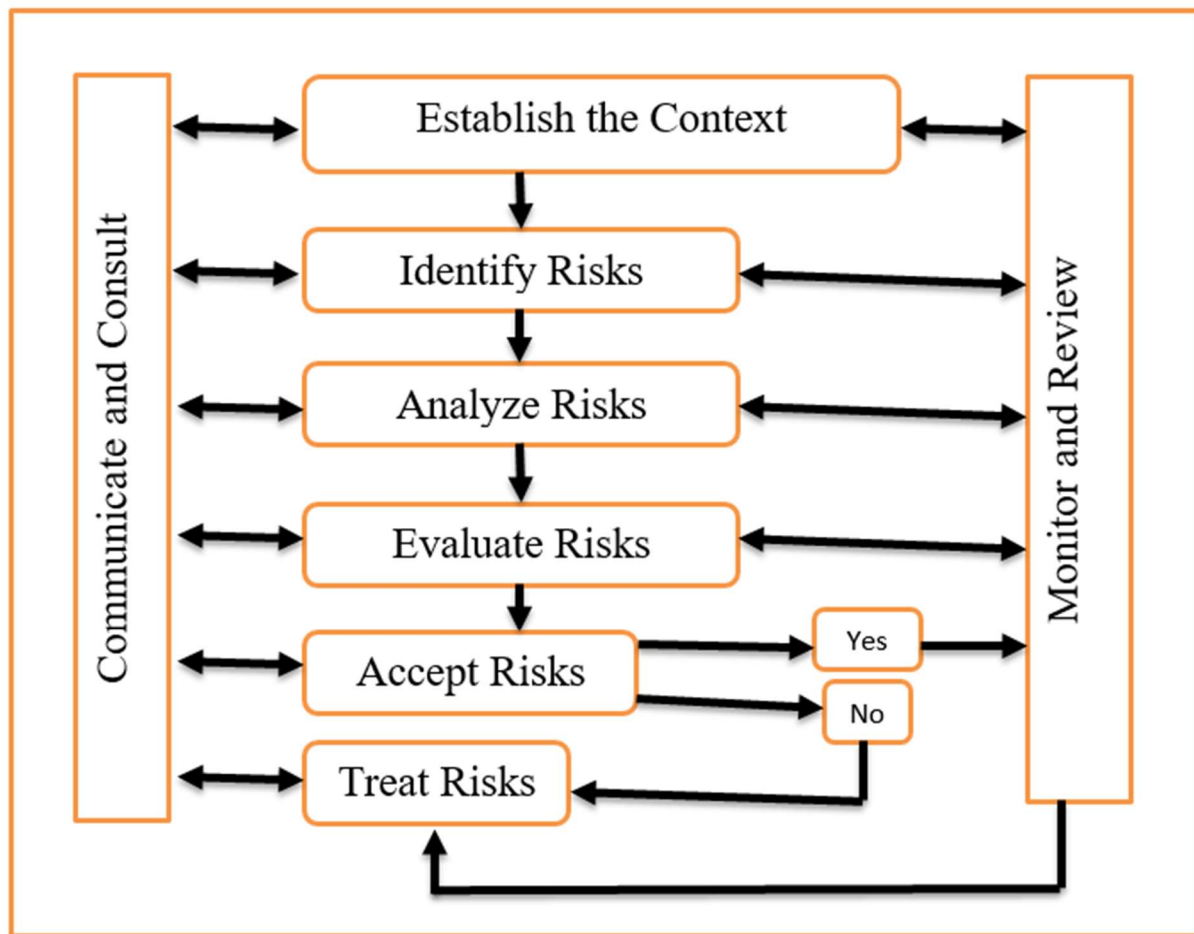 Communicate and Consult
Establish the Context
Identify Risks
Analyze Risks
Evaluate Risks
Accept Risks
Yes
No
Treat Risks
Monitor and Review